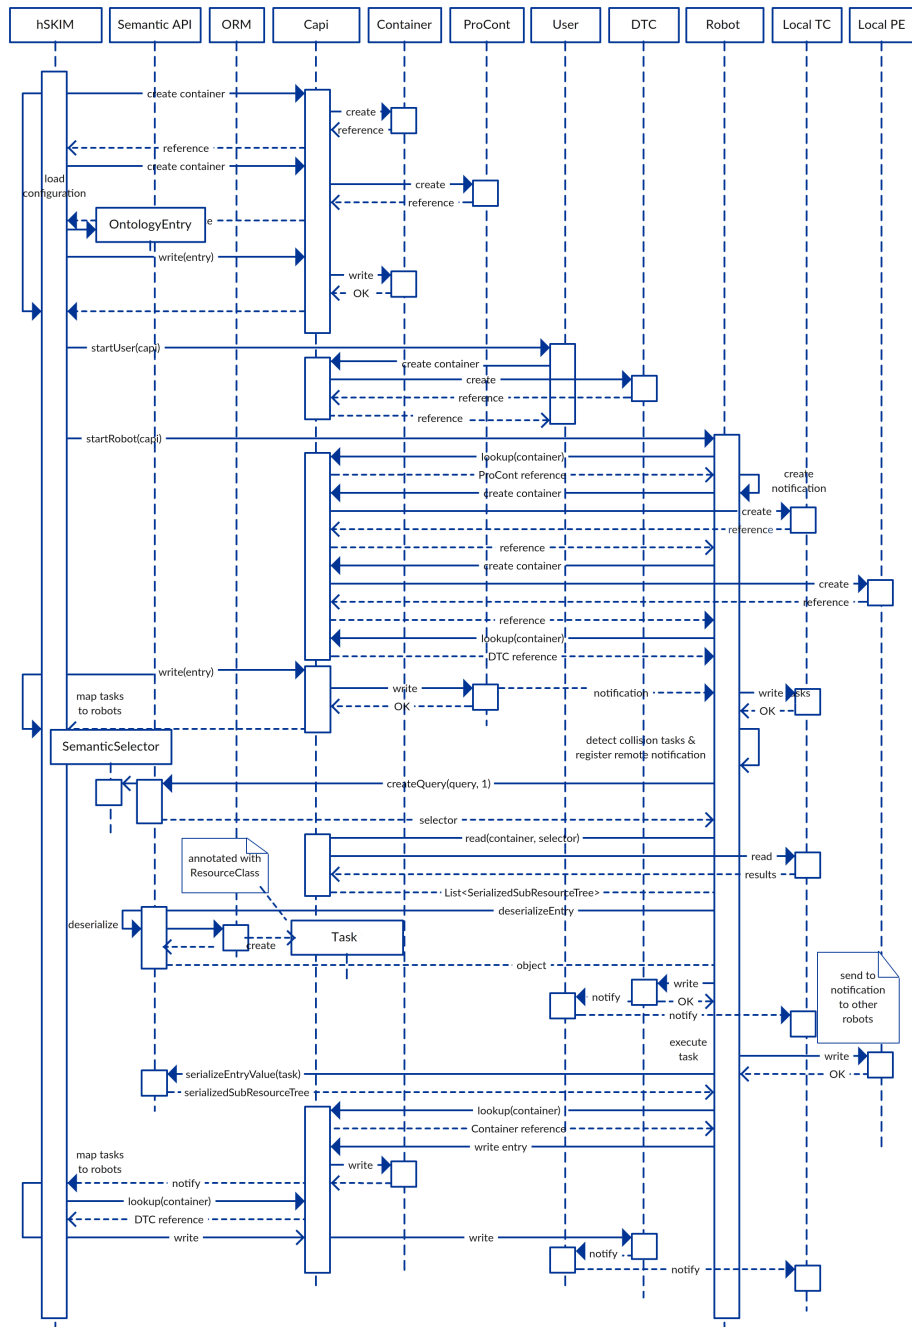 hSKIM
Semantic API
ORM
Capi
Container
ProCont
User
DTC
Robot
Local TC
Local PE
create container
create
reference
reference
create container
load
configuration
create
reference
OntologyEntry
e
write(entry)
write
OK
startUser(capi)
create container
create
reference
reference
startRobot(capi)
lookup(container)
ProCont reference
create
notification
create container
create
reference
reference
create container
create
reference
reference
lookup(container)
DTC reference
write(entry)
write
notification
write tasks
map tasks
to robots
OK
OK
SemanticSelector
detect collision tasks &
register remote notification
createQuery(query, 1)
selector
read(container, selector)
annotated with
ResourceClass
read
results
List<SerializedSubResourceTree>
deserializeEntry
deserialize
Task
create
object
send to
notification
to other
robots
write
notify
OK
notify
execute
task
write
serializeEntryValue(task)
OK
serializedSubResourceTree
lookup(container)
Container reference
write entry
map tasks
to robots
write
notify
lookup(container)
DTC reference
write
write
notify
notify